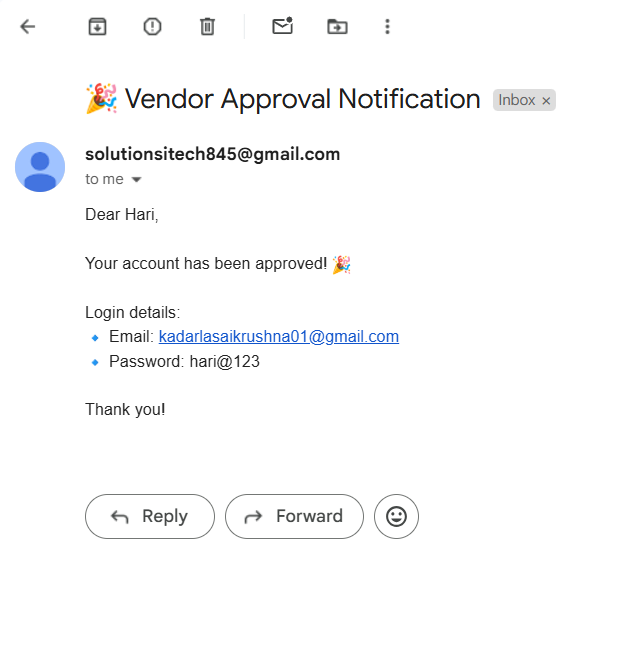 🎉 Vendor Approval Notification Inbox ×
solutionsitech845@gmail.com
to me
Dear Hari,
Your account has been approved! 🎉
Login details:
🔹 Email: kadarlasaikrushna01@gmail.com
🔹 Password: hari@123
Thank you!
Reply Forward